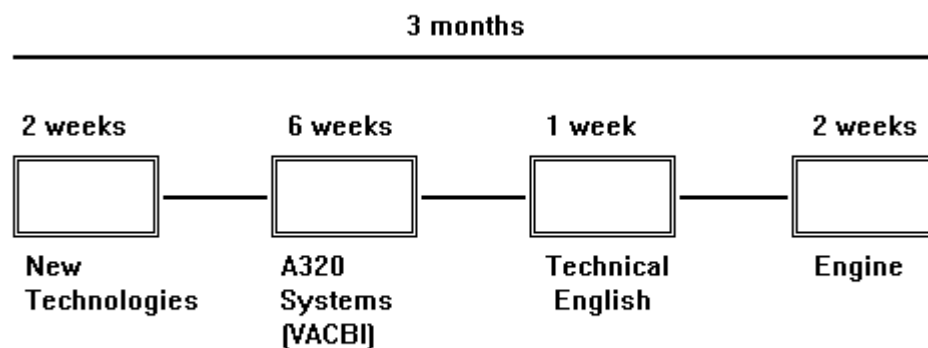 3 months
2 weeks
6 weeks
1 week
2 weeks
New
Technologies
A320
Systems
(VACBI)
Technical
English
Engine